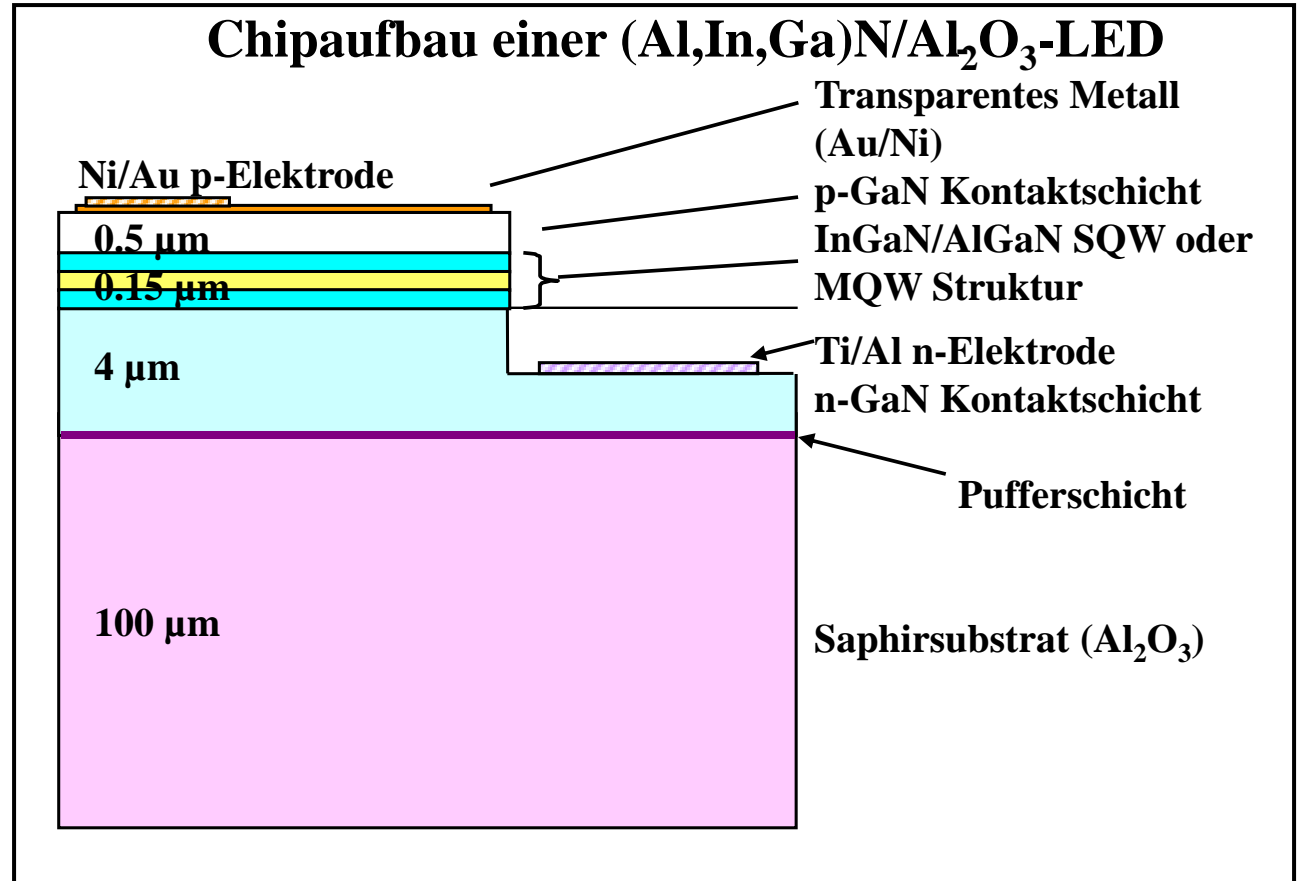 Chipaufbau einer (Al,In,Ga)N/Al₂O₃-LED
Transparentes Metall
(Au/Ni)
Ni/Au p-Elektrode
p-GaN Kontaktschicht
0.5 µm
InGaN/AlGaN SQW oder
MQW Struktur
0.15 µm
Ti/Al n-Elektrode
4 µm
n-GaN Kontaktschicht
Pufferschicht
100 µm
Saphirsubstrat (Al₂O₃)